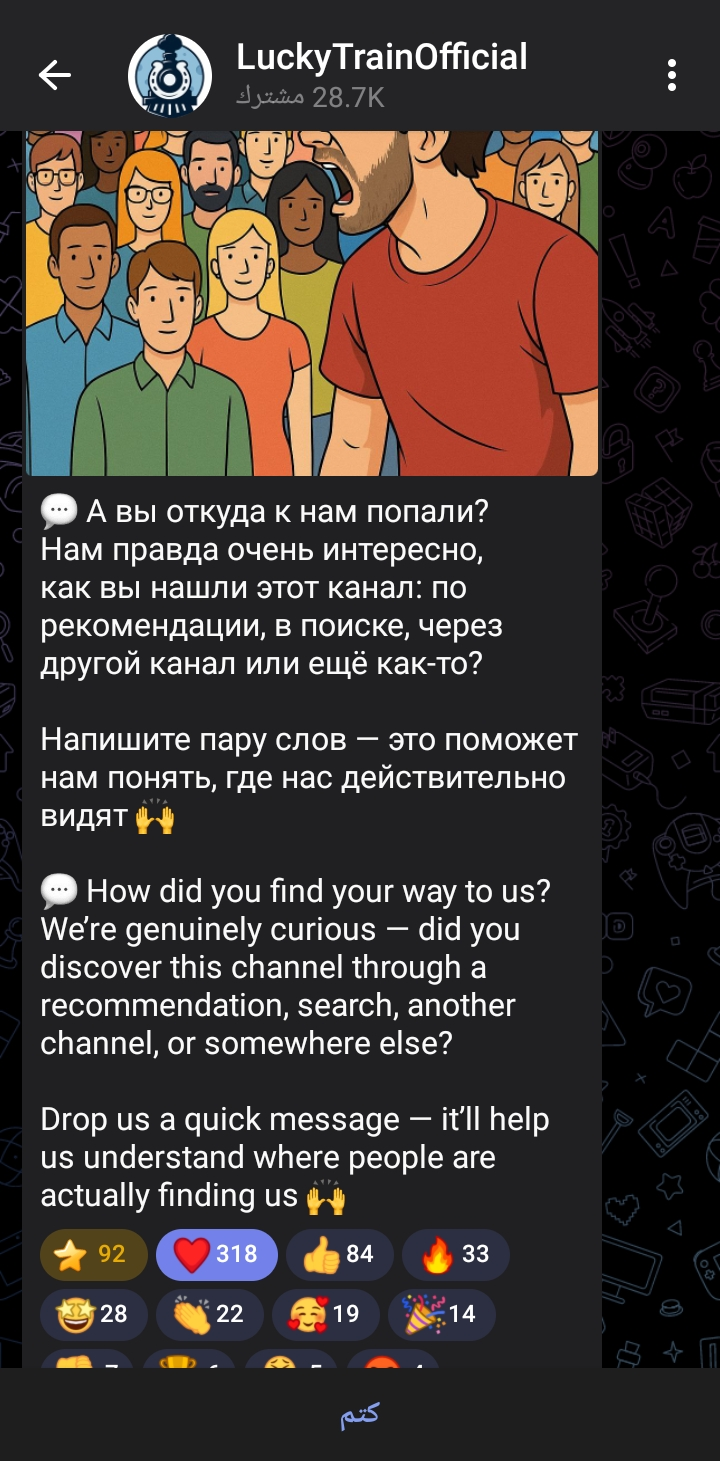 LuckyTrainOfficial
28.7K مشترك
💬 А вы откуда к нам попали?
Нам правда очень интересно,
как вы нашли этот канал: по
рекомендации, в поиске, через
другой канал или ещё как-то?
Напишите пару слов — это поможет
нам понять, где нас действительно
видят 🙌
💬 How did you find your way to us?
We’re genuinely curious — did you
discover this channel through a
recommendation, search, another
channel, or somewhere else?
Drop us a quick message — it’ll help
us understand where people are
actually finding us 🙌
⭐ 92 ❤️ 318 👍 84 🔥 33
🤩 28 👏 22 🥰 19 🎉 14
كتم